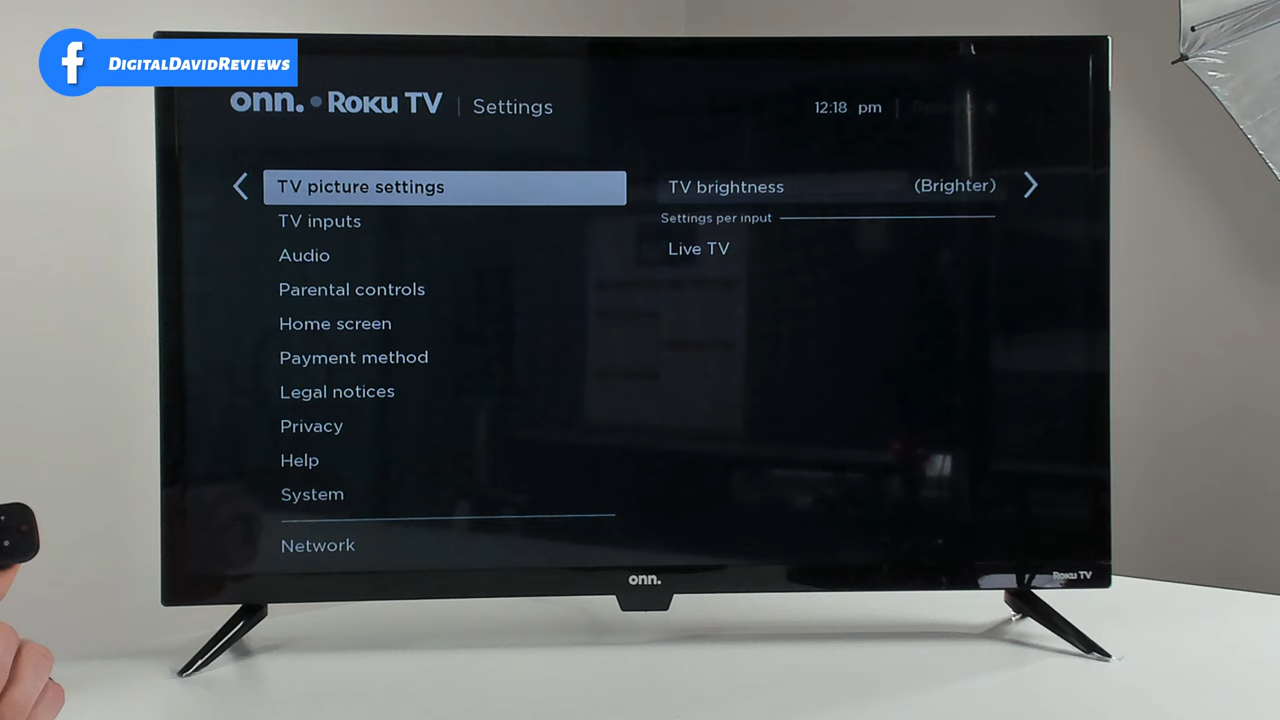 f DigitalDavidReviews
onn. • Roku TV | Settings
12:18 pm
TV picture settings
TV inputs
Audio
Parental controls
Home screen
Payment method
Legal notices
Privacy
Help
System
Network
TV brightness (Brighter)
Settings per input
Live TV
onn.
Roku TV